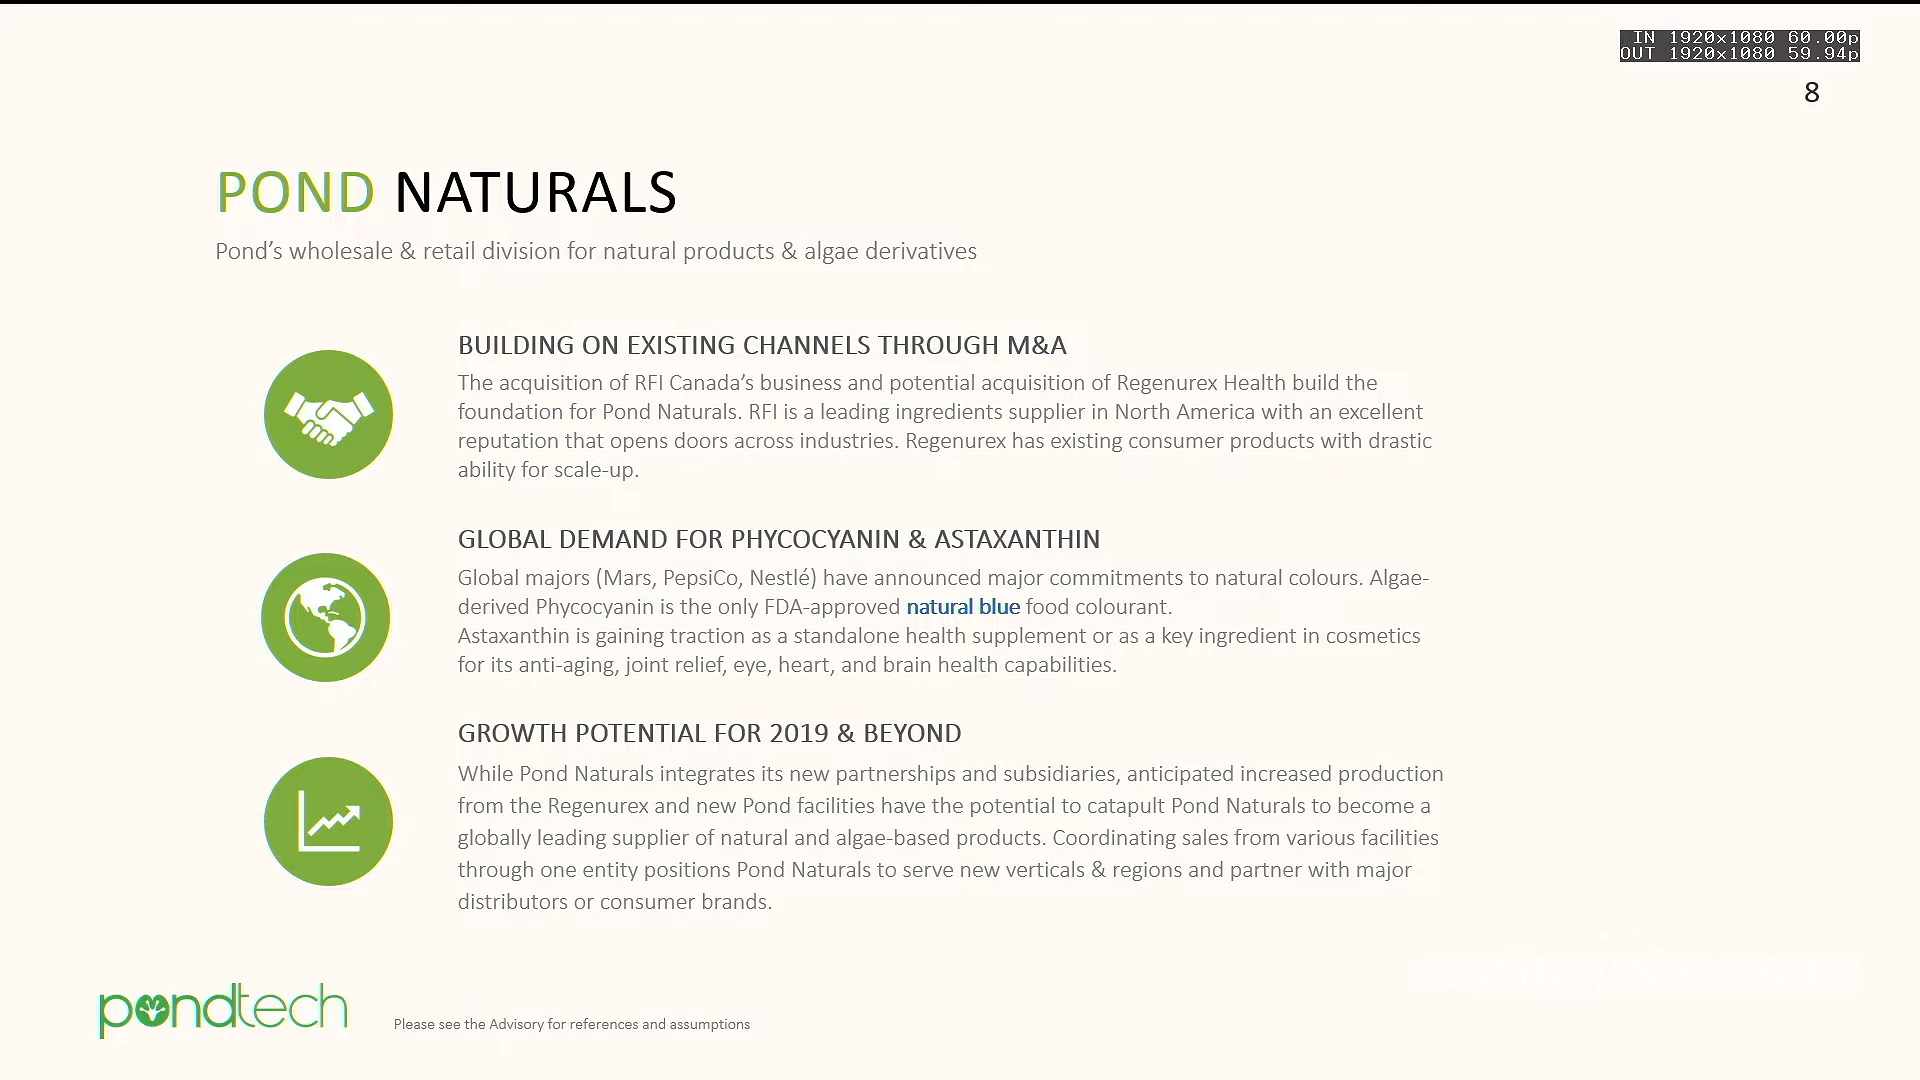 IN 1920x1080 60.00p
OUT 1920x1080 59.94p
8
POND NATURALS
Pond’s wholesale & retail division for natural products & algae derivatives
BUILDING ON EXISTING CHANNELS THROUGH M&A
The acquisition of RFI Canada’s business and potential acquisition of Regenurex Health build the
foundation for Pond Naturals. RFI is a leading ingredients supplier in North America with an excellent
reputation that opens doors across industries. Regenurex has existing consumer products with drastic
ability for scale-up.
GLOBAL DEMAND FOR PHYCOCYANIN & ASTAXANTHIN
Global majors (Mars, PepsiCo, Nestlé) have announced major commitments to natural colours. Algae-
derived Phycocyanin is the only FDA-approved natural blue food colourant.
Astaxanthin is gaining traction as a standalone health supplement or as a key ingredient in cosmetics
for its anti-aging, joint relief, eye, heart, and brain health capabilities.
GROWTH POTENTIAL FOR 2019 & BEYOND
While Pond Naturals integrates its new partnerships and subsidiaries, anticipated increased production
from the Regenurex and new Pond facilities have the potential to catapult Pond Naturals to become a
globally leading supplier of natural and algae-based products. Coordinating sales from various facilities
through one entity positions Pond Naturals to serve new verticals & regions and partner with major
distributors or consumer brands.
pondtech
Please see the Advisory for references and assumptions